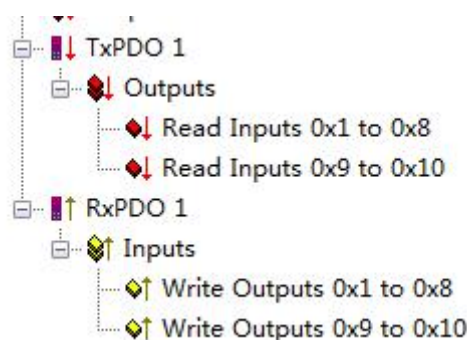 TxPDO 1
Outputs
Read Inputs 0x1 to 0x8
Read Inputs 0x9 to 0x10
RxPDO 1
Inputs
Write Outputs 0x1 to 0x8
Write Outputs 0x9 to 0x10